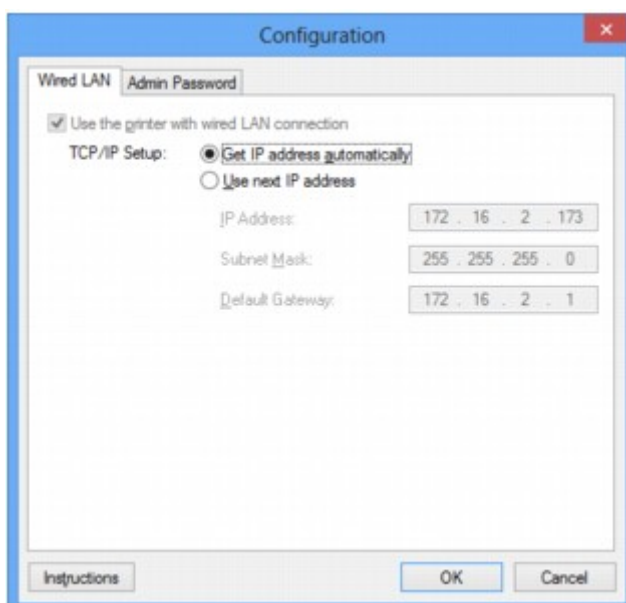 Configuration
Wired LAN Admin Password
Use the printer with wired LAN connection
TCP/IP Setup: Get IP address automatically
Use next IP address
IP Address: 172 . 16 . 2 . 173
Subnet Mask: 255 . 255 . 255 . 0
Default Gateway: 172 . 16 . 2 . 1
Instructions OK Cancel